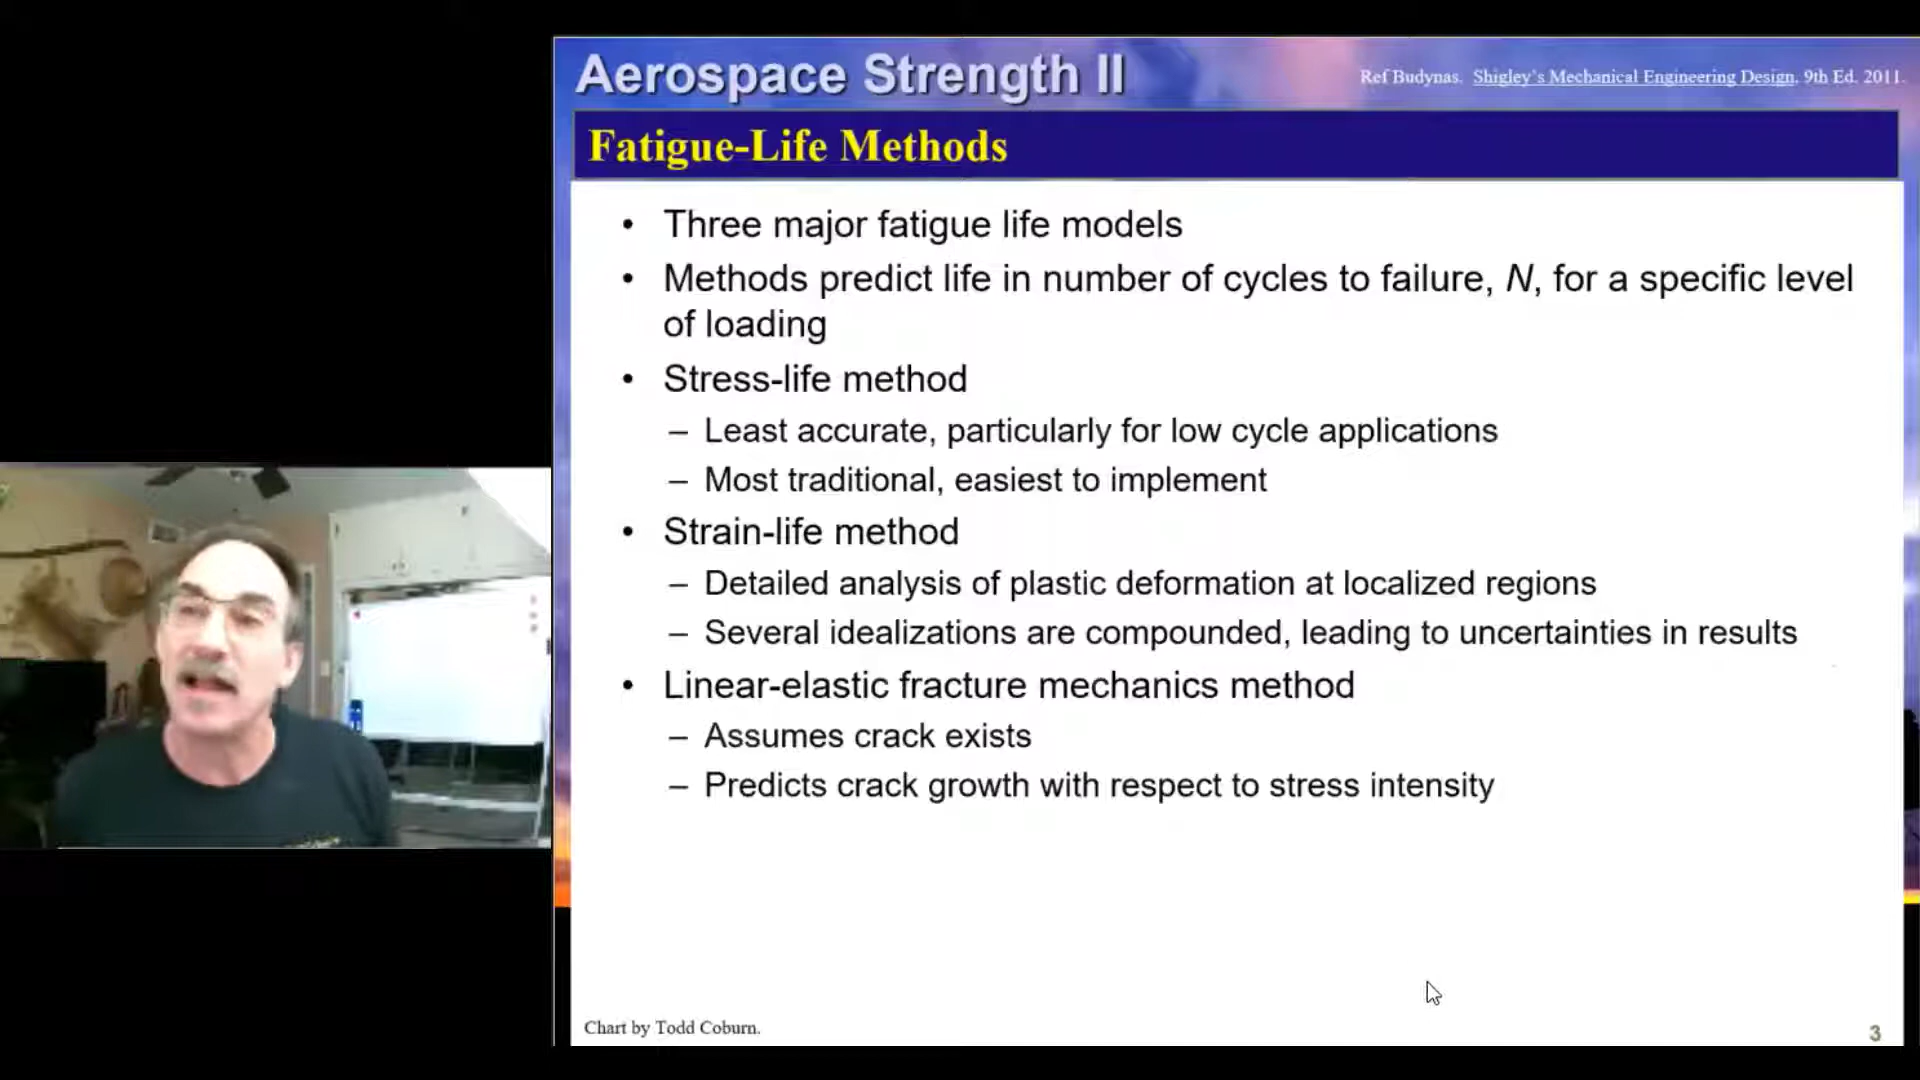 Aerospace Strength II
Ref Budynas. Shigley's Mechanical Engineering Design, 9th Ed. 2011.
Fatigue-Life Methods
• Three major fatigue life models
• Methods predict life in number of cycles to failure, N, for a specific level
of loading
• Stress-life method
– Least accurate, particularly for low cycle applications
– Most traditional, easiest to implement
• Strain-life method
– Detailed analysis of plastic deformation at localized regions
– Several idealizations are compounded, leading to uncertainties in results
• Linear-elastic fracture mechanics method
– Assumes crack exists
– Predicts crack growth with respect to stress intensity
Chart by Todd Coburn.
3